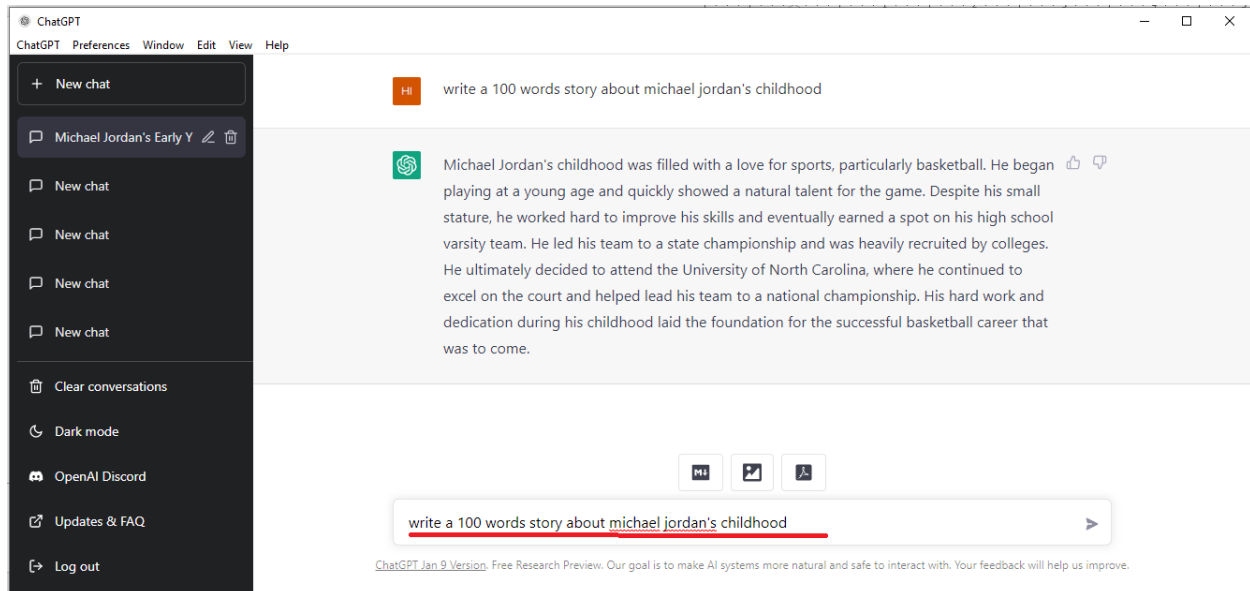 ChatGPT
ChatGPT Preferences Window Edit View Help
New chat
Michael Jordan's Early Y
New chat
New chat
New chat
New chat
Clear conversations
Dark mode
OpenAI Discord
Updates & FAQ
Log out
HI
write a 100 words story about michael jordan's childhood
Michael Jordan's childhood was filled with a love for sports, particularly basketball. He began
playing at a young age and quickly showed a natural talent for the game. Despite his small
stature, he worked hard to improve his skills and eventually earned a spot on his high school
varsity team. He led his team to a state championship and was heavily recruited by colleges.
He ultimately decided to attend the University of North Carolina, where he continued to
excel on the court and helped lead his team to a national championship. His hard work and
dedication during his childhood laid the foundation for the successful basketball career that
was to come.
M
write a 100 words story about michael jordan's childhood
ChatGPT Jan 9 Version. Free Research Preview. Our goal is to make AI systems more natural and safe to interact with. Your feedback will help us improve.